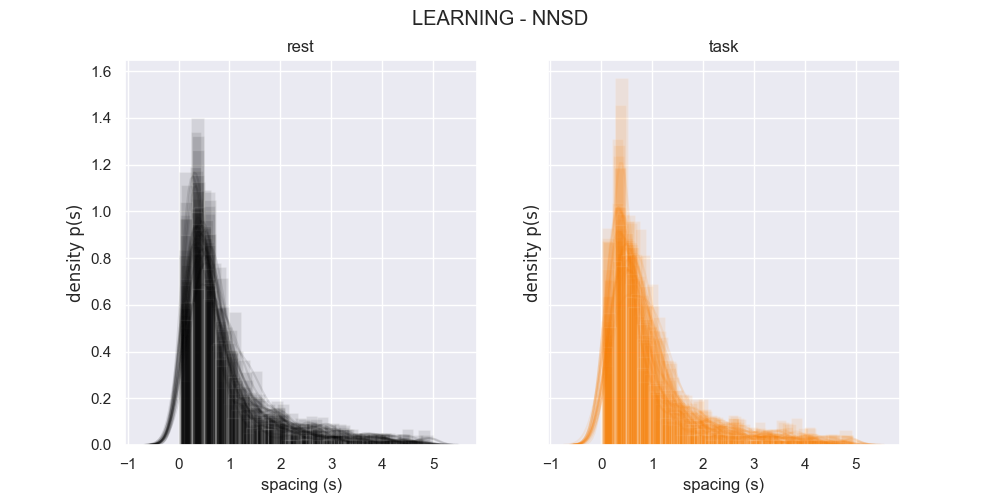 LEARNING - NNSD
rest
task
1.6
1.4
1.2
1.0
0.8
0.6
0.4
0.2
0.0
density p(s)
density p(s)
−1 0 1 2 3 4 5
−1 0 1 2 3 4 5
spacing (s)
spacing (s)